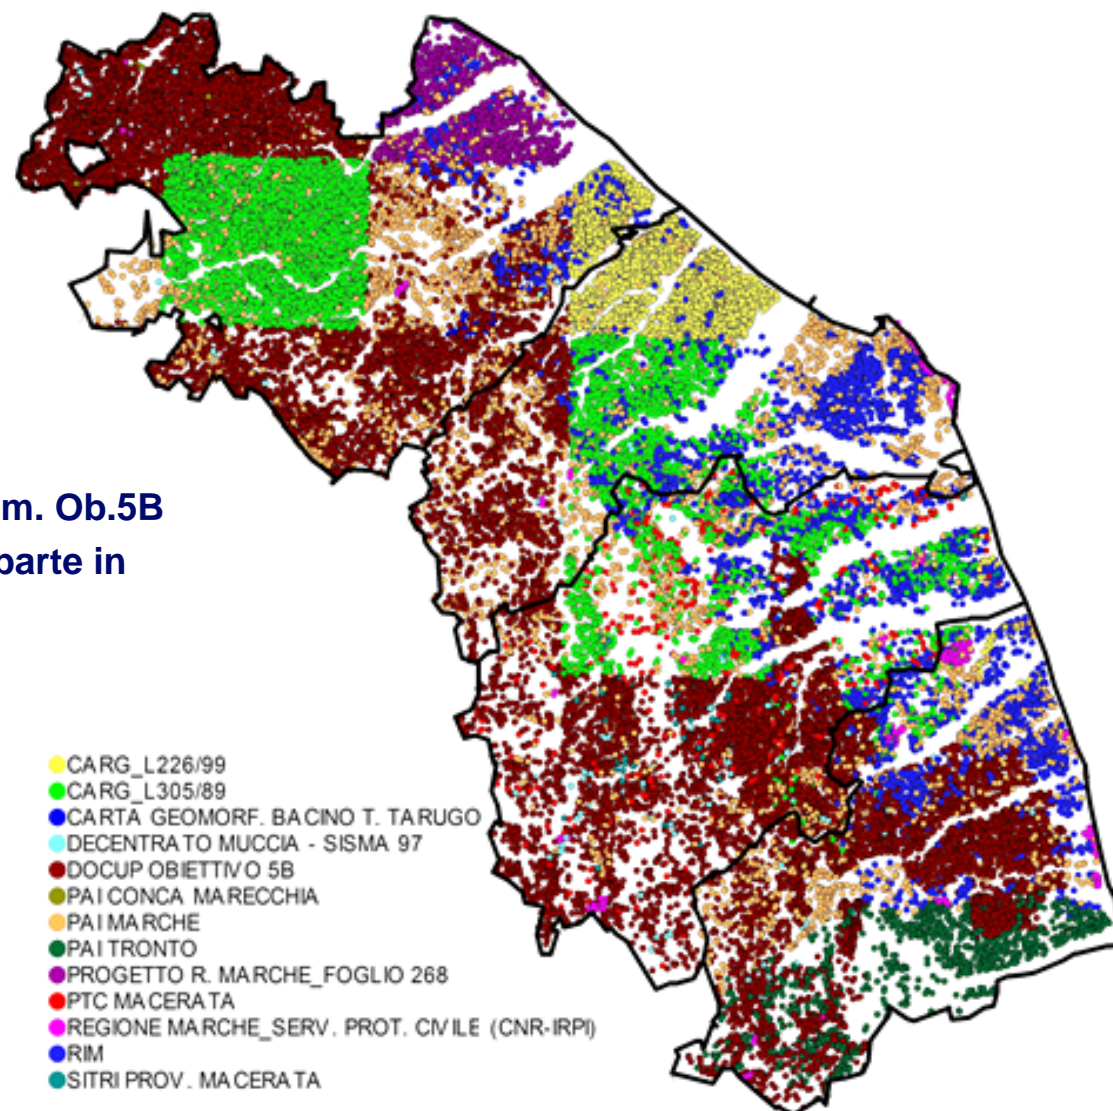 m. Ob.5B
parte in
CARG_L226/99
CARG_L305/89
CARTA GEOMORF. BACINO T. TARUGO
DECENTRATO MUCCIA - SISMA 97
DOCUP OBIETTIVO 5B
PAI CONCA MARECCHIA
PAI MARCHE
PAI TRONTO
PROGETTO R. MARCHE_FOGLIO 268
PTC MACERATA
REGIONE MARCHE_SERV. PROT. CIVILE (CNR-IRPI)
RIM
SITRI PROV. MACERATA